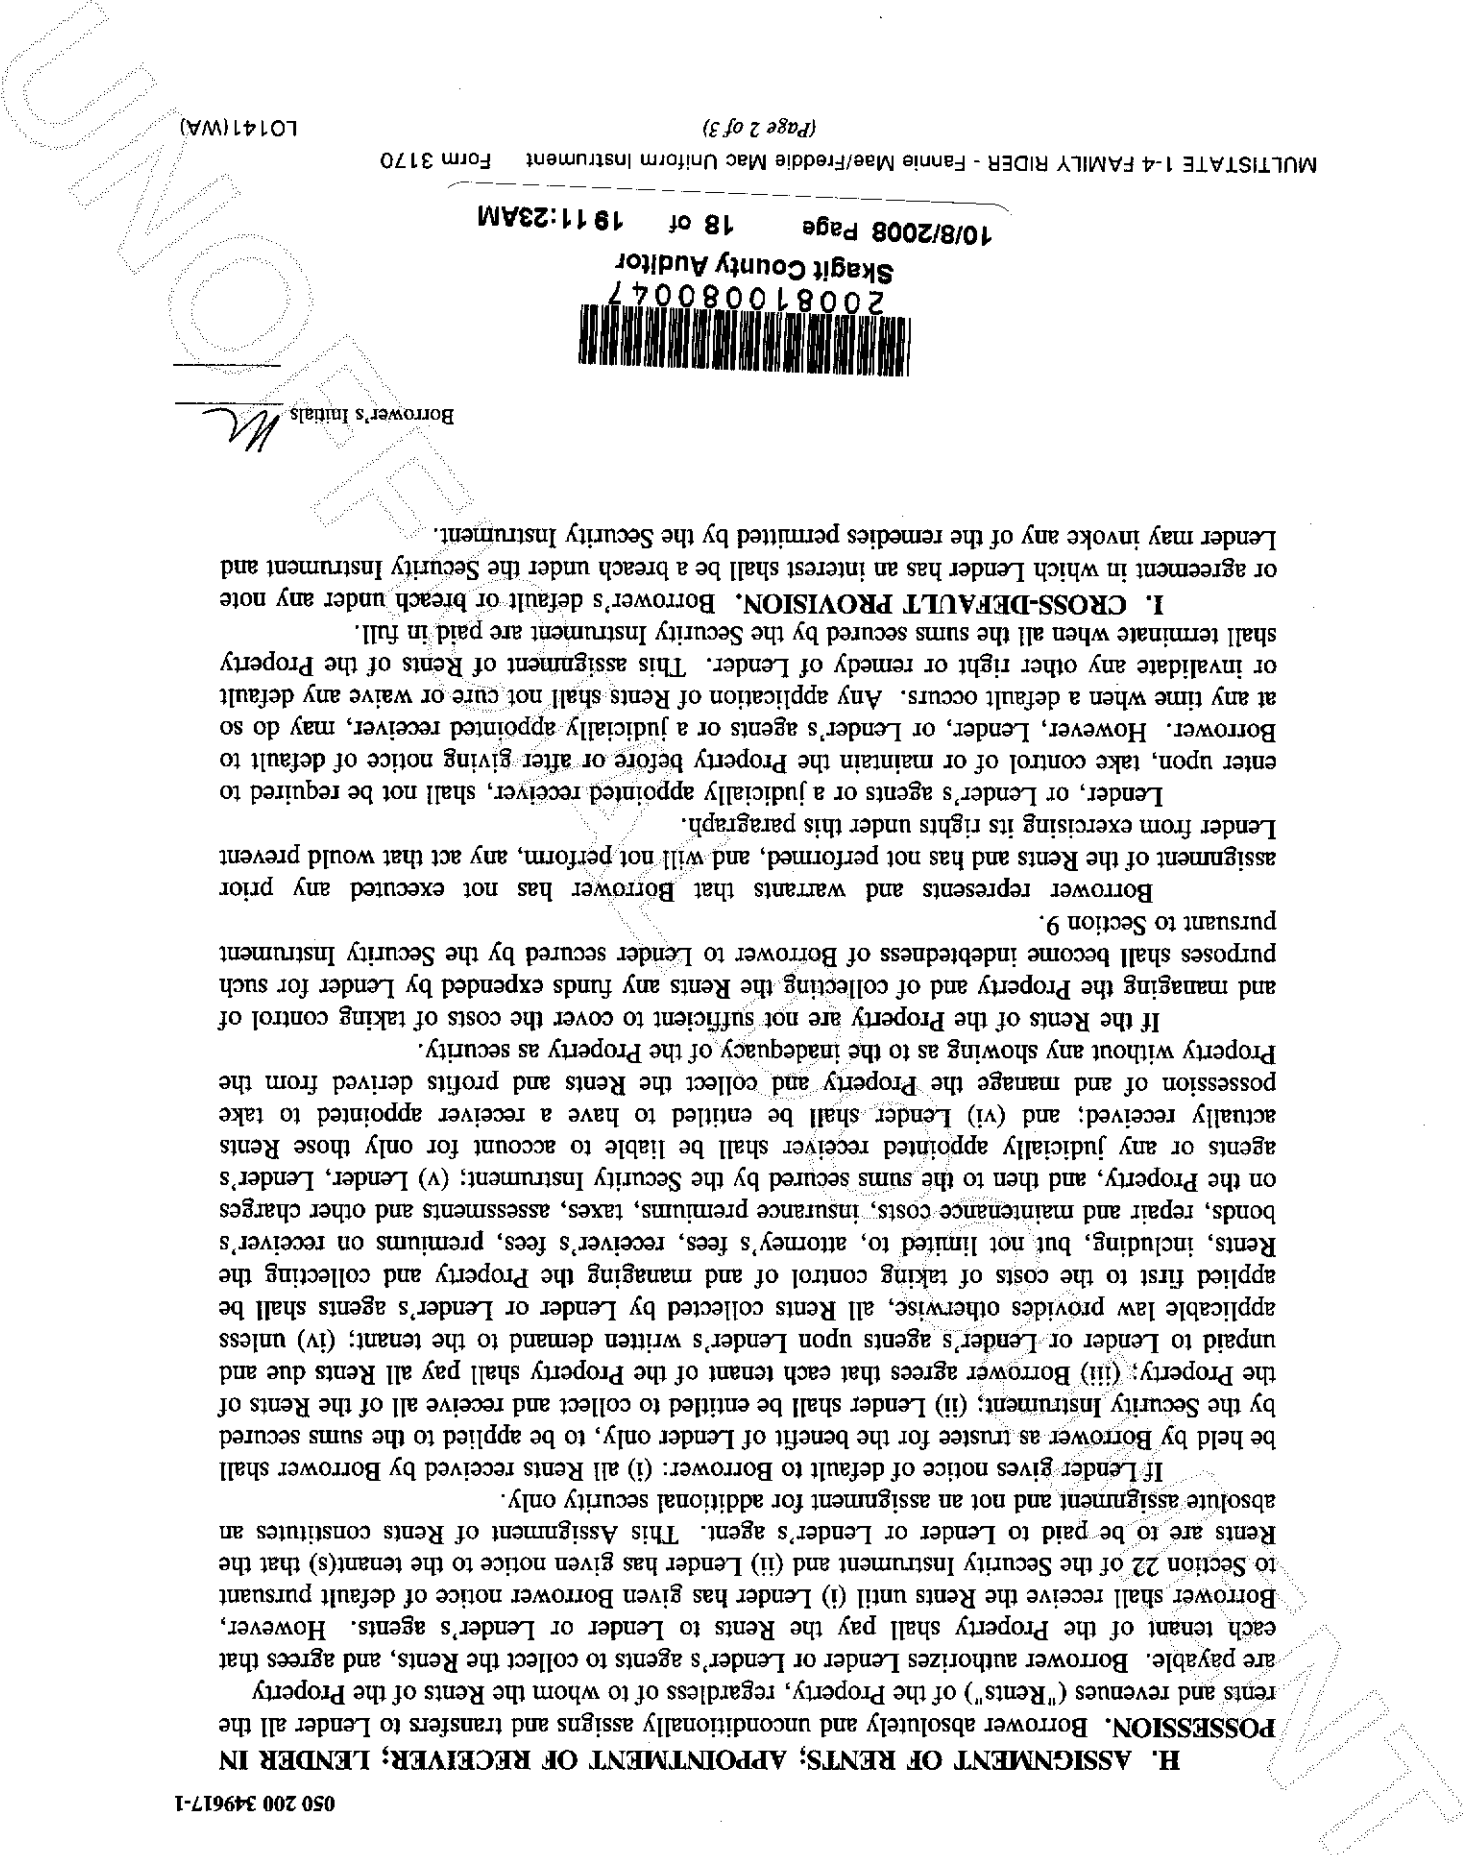 050 200 349617-1
H. ASSIGNMENT OF RENTS; APPOINTMENT OF RECEIVER; LENDER IN
POSSESSION. Borrower absolutely and unconditionally assigns and transfers to Lender all the
rents and revenues ("Rents") of the Property, regardless of to whom the Rents of the Property
are payable. Borrower authorizes Lender or Lender's agents to collect the Rents, and agrees that
each tenant of the Property shall pay the Rents to Lender or Lender's agents. However,
Borrower shall receive the Rents until (i) Lender has given Borrower notice of default pursuant
to Section 22 of the Security Instrument and (ii) Lender has given notice to the tenant(s) that the
Rents are to be paid to Lender or Lender's agent. This Assignment of Rents constitutes an
absolute assignment and not an assignment for additional security only.
If Lender gives notice of default to Borrower: (i) all Rents received by Borrower shall
be held by Borrower as trustee for the benefit of Lender only, to be applied to the sums secured
by the Security Instrument; (ii) Lender shall be entitled to collect and receive all of the Rents of
the Property; (iii) Borrower agrees that each tenant of the Property shall pay all Rents due and
unpaid to Lender or Lender's agents upon Lender's written demand to the tenant; (iv) unless
applicable law provides otherwise, all Rents collected by Lender or Lender's agents shall be
applied first to the costs of taking control of and managing the Property and collecting the
Rents, including, but not limited to, attorney's fees, receiver's fees, premiums on receiver's
bonds, repair and maintenance costs, insurance premiums, taxes, assessments and other charges
on the Property, and then to the sums secured by the Security Instrument; (v) Lender, Lender's
agents or any judicially appointed receiver shall be liable to account for only those Rents
actually received; and (vi) Lender shall be entitled to have a receiver appointed to take
possession of and manage the Property and collect the Rents and profits derived from the
Property without any showing as to the inadequacy of the Property as security.
If the Rents of the Property are not sufficient to cover the costs of taking control of
and managing the Property and of collecting the Rents any funds expended by Lender for such
purposes shall become indebtedness of Borrower to Lender secured by the Security Instrument
pursuant to Section 9.
Borrower represents and warrants that Borrower has not executed any prior
assignment of the Rents and has not performed, and will not perform, any act that would prevent
Lender from exercising its rights under this paragraph.
Lender, or Lender's agents or a judicially appointed receiver, shall not be required to
enter upon, take control of or maintain the Property before or after giving notice of default to
Borrower. However, Lender, or Lender's agents or a judicially appointed receiver, may do so
at any time when a default occurs. Any application of Rents shall not cure or waive any default
or invalidate any other right or remedy of Lender. This assignment of Rents of the Property
shall terminate when all the sums secured by the Security Instrument are paid in full.
I. CROSS-DEFAULT PROVISION. Borrower's default or breach under any note
or agreement in which Lender has an interest shall be a breach under the Security Instrument and
Lender may invoke any of the remedies permitted by the Security Instrument.
Borrower's Initials
200810080047
Skagit County Auditor
10/8/2008 Page 18 of 19 11:23AM
MULTISTATE 1-4 FAMILY RIDER - Fannie Mae/Freddie Mac Uniform Instrument Form 3170
(Page 2 of 3)
LO141(WA)
UNOFFICIAL DOCUMENT